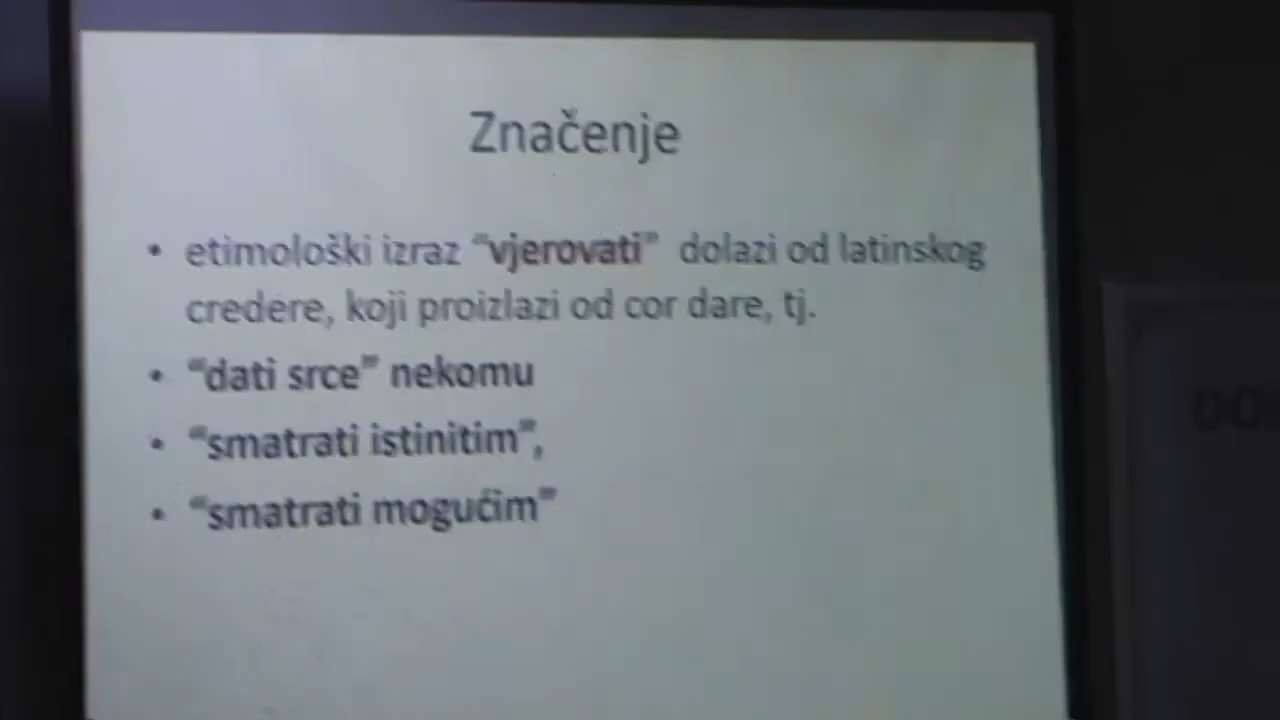 Značenje
• etimološki izraz “vjerovati” dolazi od latinskog
credere, koji proizlazi od cor dare, tj.
• “dati srce” nekomu
• “smatrati istinitim”,
• “smatrati mogućim”